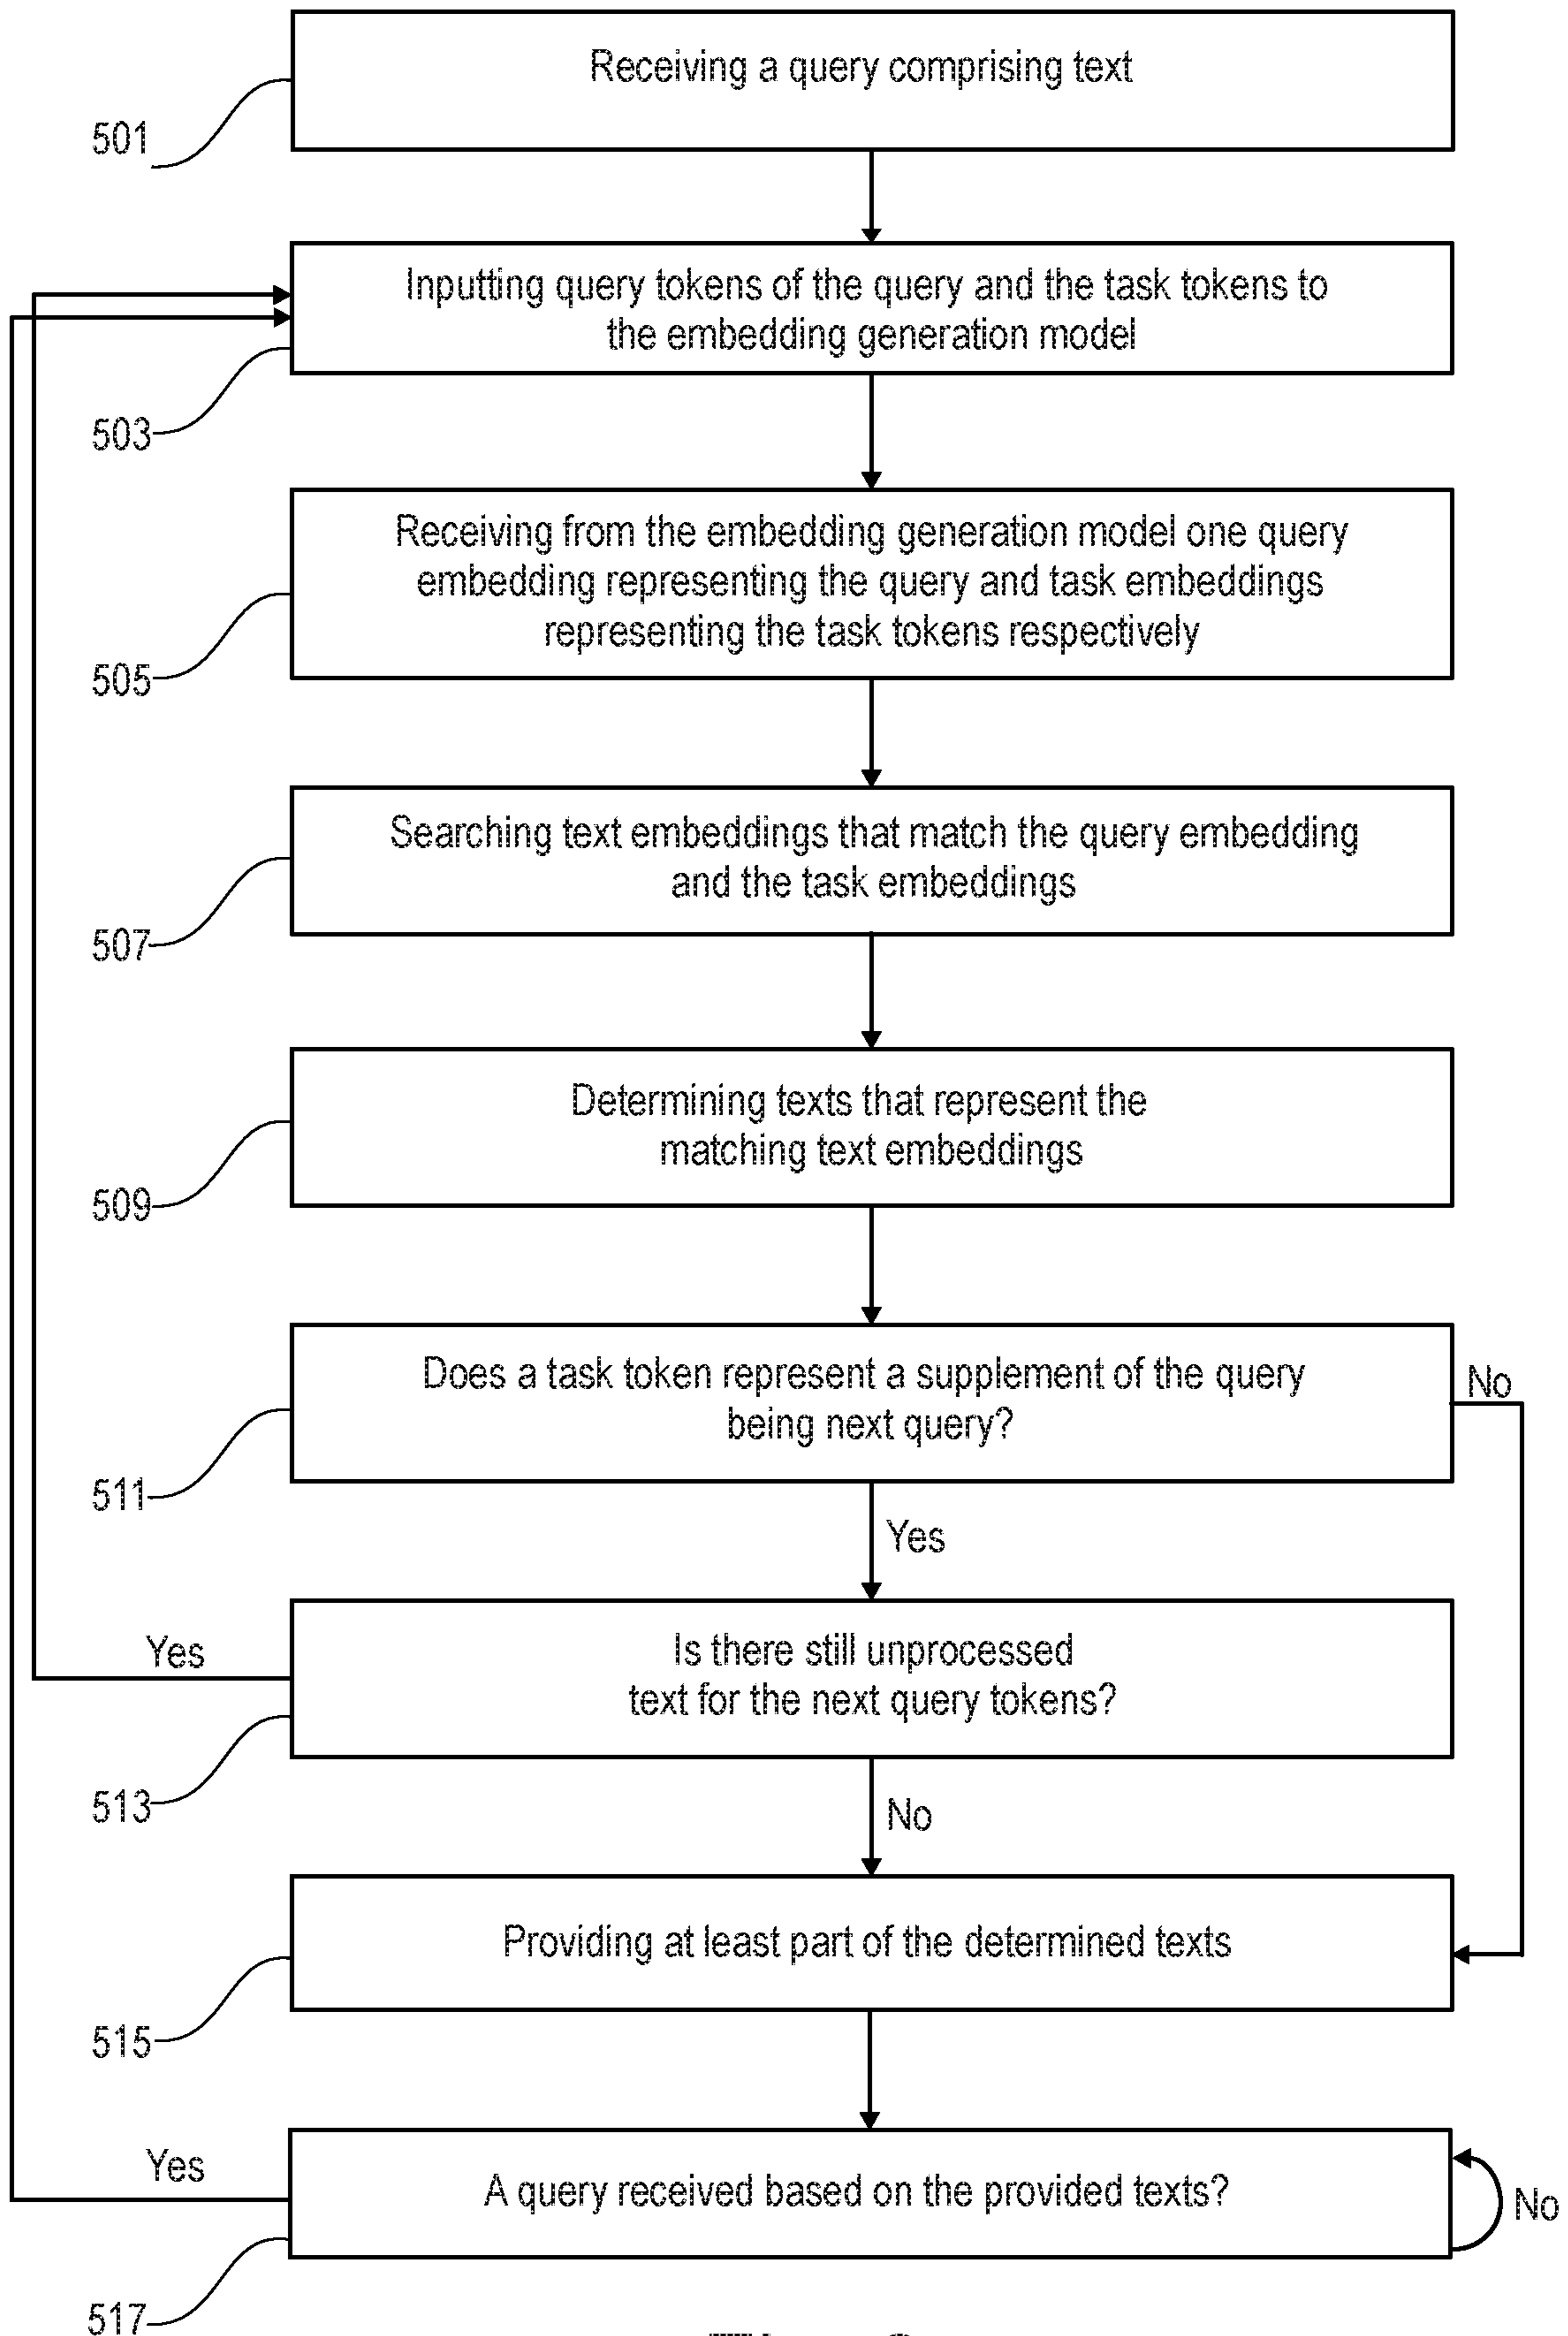 Receiving a query comprising text
501
Inputting query tokens of the query and the task tokens to
the embedding generation model
503
Receiving from the embedding generation model one query
embedding representing the query and task embeddings
representing the task tokens respectively
505
Searching text embeddings that match the query embedding
and the task embeddings
507
Determining texts that represent the
matching text embeddings
509
Does a task token represent a supplement of the query
being next query?
No
511
Yes
Is there still unprocessed
text for the next query tokens?
Yes
513
No
Providing at least part of the determined texts
515
Yes
A query received based on the provided texts?
No
517